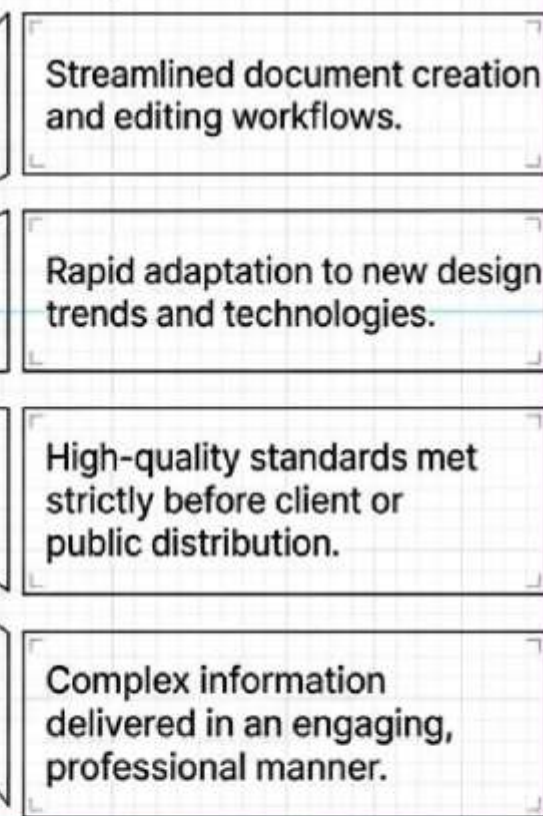 Streamlined document creation
and editing workflows.
Rapid adaptation to new design
trends and technologies.
High-quality standards met
strictly before client or
public distribution.
Complex information
delivered in an engaging,
professional manner.